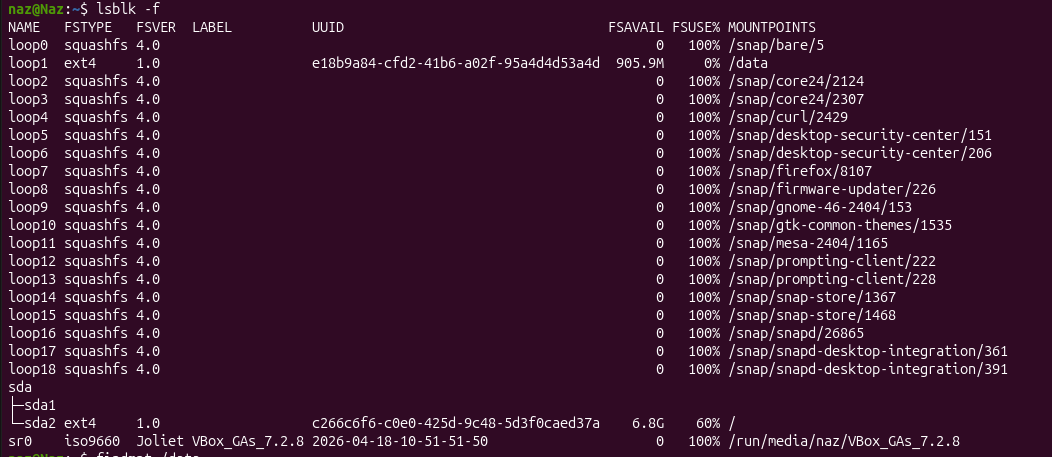 naz@Naz:~$ lsblk -f
NAME   FSTYPE   FSVER  LABEL          UUID                                 FSAVAIL FSUSE% MOUNTPOINTS
loop0  squashfs 4.0                                                              0   100% /snap/bare/5
loop1  ext4     1.0                   e18b9a84-cfd2-41b6-a02f-95a4d4d53a4d  905.9M     0% /data
loop2  squashfs 4.0                                                              0   100% /snap/core24/2124
loop3  squashfs 4.0                                                              0   100% /snap/core24/2307
loop4  squashfs 4.0                                                              0   100% /snap/curl/2429
loop5  squashfs 4.0                                                              0   100% /snap/desktop-security-center/151
loop6  squashfs 4.0                                                              0   100% /snap/desktop-security-center/206
loop7  squashfs 4.0                                                              0   100% /snap/firefox/8107
loop8  squashfs 4.0                                                              0   100% /snap/firmware-updater/226
loop9  squashfs 4.0                                                              0   100% /snap/gnome-46-2404/153
loop10 squashfs 4.0                                                              0   100% /snap/gtk-common-themes/1535
loop11 squashfs 4.0                                                              0   100% /snap/mesa-2404/1165
loop12 squashfs 4.0                                                              0   100% /snap/prompting-client/222
loop13 squashfs 4.0                                                              0   100% /snap/prompting-client/228
loop14 squashfs 4.0                                                              0   100% /snap/snap-store/1367
loop15 squashfs 4.0                                                              0   100% /snap/snap-store/1468
loop16 squashfs 4.0                                                              0   100% /snap/snapd/26865
loop17 squashfs 4.0                                                              0   100% /snap/snapd-desktop-integration/361
loop18 squashfs 4.0                                                              0   100% /snap/snapd-desktop-integration/391
sda
├─sda1
└─sda2 ext4     1.0                   c266c6f6-c0e0-425d-9c48-5d3f0caed37a    6.8G    60% /
sr0    iso9660  Joliet VBox_GAs_7.2.8 2026-04-18-10-51-51-50                     0   100% /run/media/naz/VBox_GAs_7.2.8